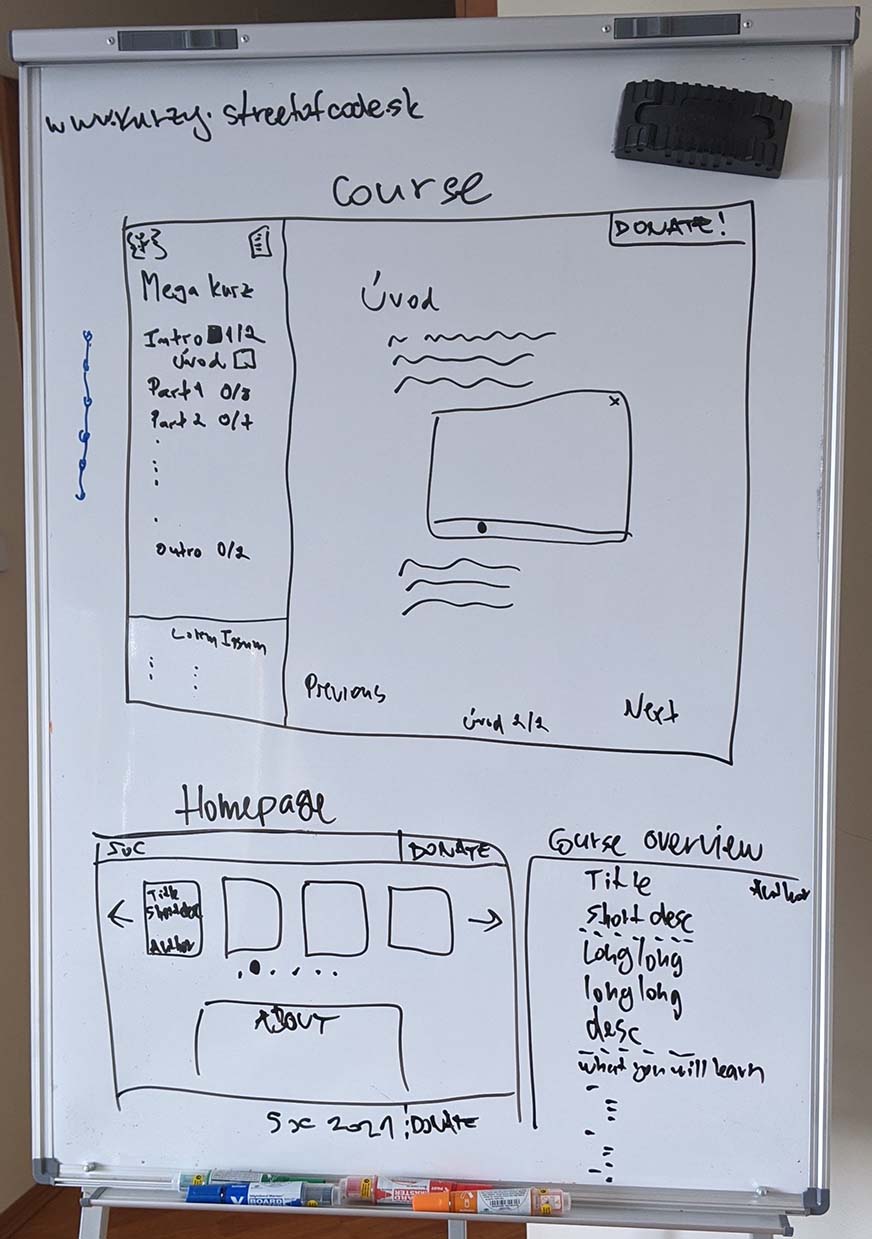 www.kurzy.streetofcode.sk
Course
DONATE!
Mega kurz
Intro 1/2
Úvod
Part 1 0/3
Part 2 0/7
Outro 0/2
Lorem Ipsum
Úvod
Previous
Úvod 2/2
Next
Homepage
SOC
DONATE
Title
Short desc
Author
ABOUT
SOC 2021 DONATE
Course overview
Title
Author
Short desc
Long long
long long
desc
what you will learn